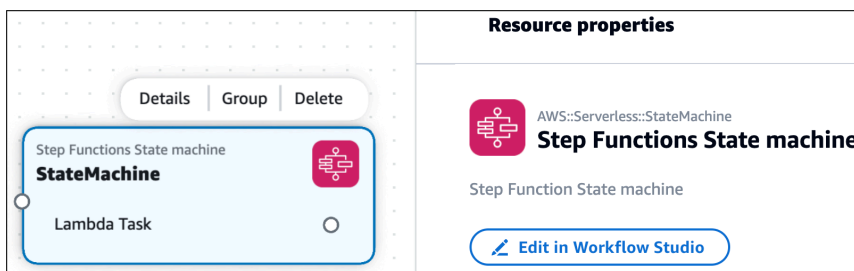 Resource properties
Details Group Delete
AWS::Serverless::StateMachine
Step Functions State machine
Step Functions State machine
StateMachine
Step Function State machine
Lambda Task
Edit in Workflow Studio